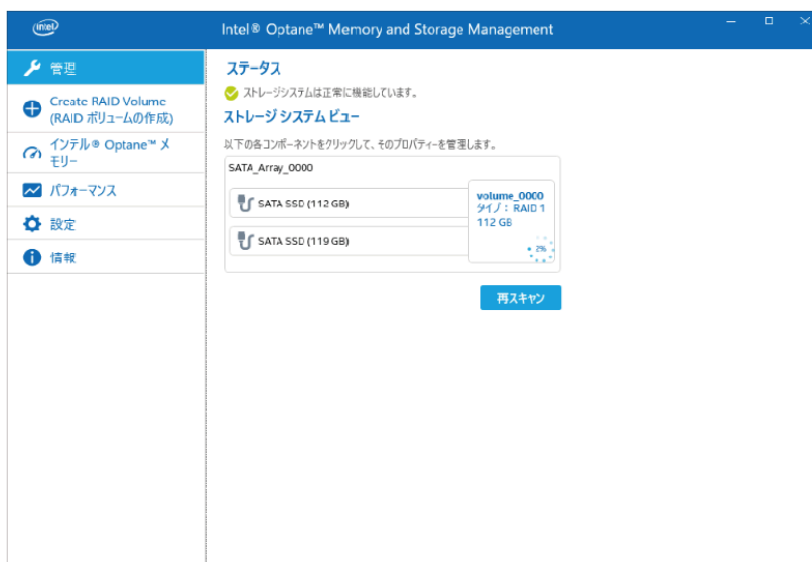 intel
Intel® Optane™ Memory and Storage Management
管理
Create RAID Volume
(RAID ボリュームの作成)
インテル® Optane™ メ
モリー
パフォーマンス
設定
情報
ステータス
ストレージシステムは正常に機能しています。
ストレージ システム ビュー
以下の各コンポーネントをクリックして、そのプロパティーを管理します。
SATA_Array_0000
SATA SSD (112 GB)
SATA SSD (119 GB)
volume_0000
タイプ : RAID 1
112 GB
2%
再スキャン